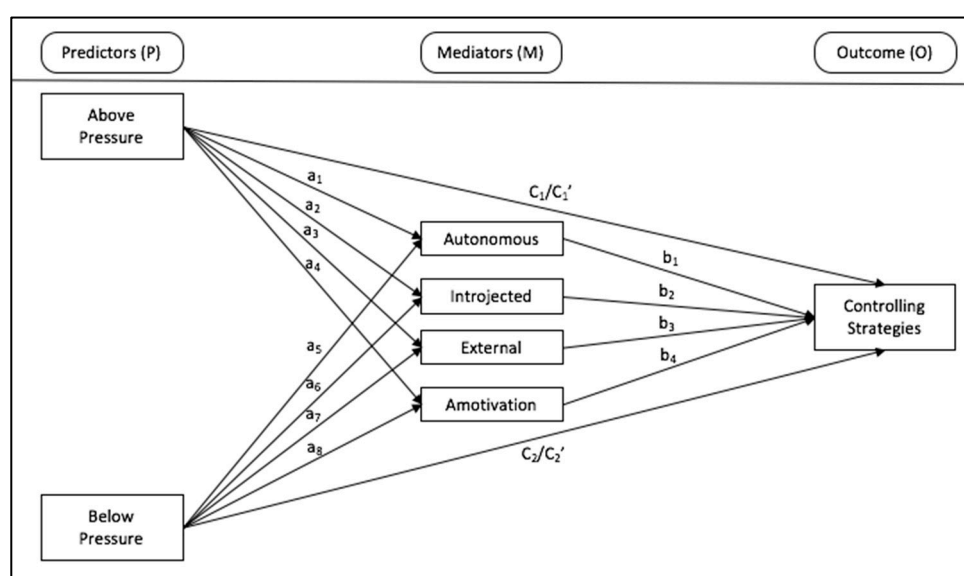 Predictors (P)
Mediators (M)
Outcome (O)
Above
Pressure
a₁
a₂
a₃
a₄
C₁/C₁’
Autonomous
b₁
Introjected
b₂
External
b₃
Amotivation
b₄
Controlling
Strategies
a₅
a₆
a₇
a₈
C₂/C₂’
Below
Pressure